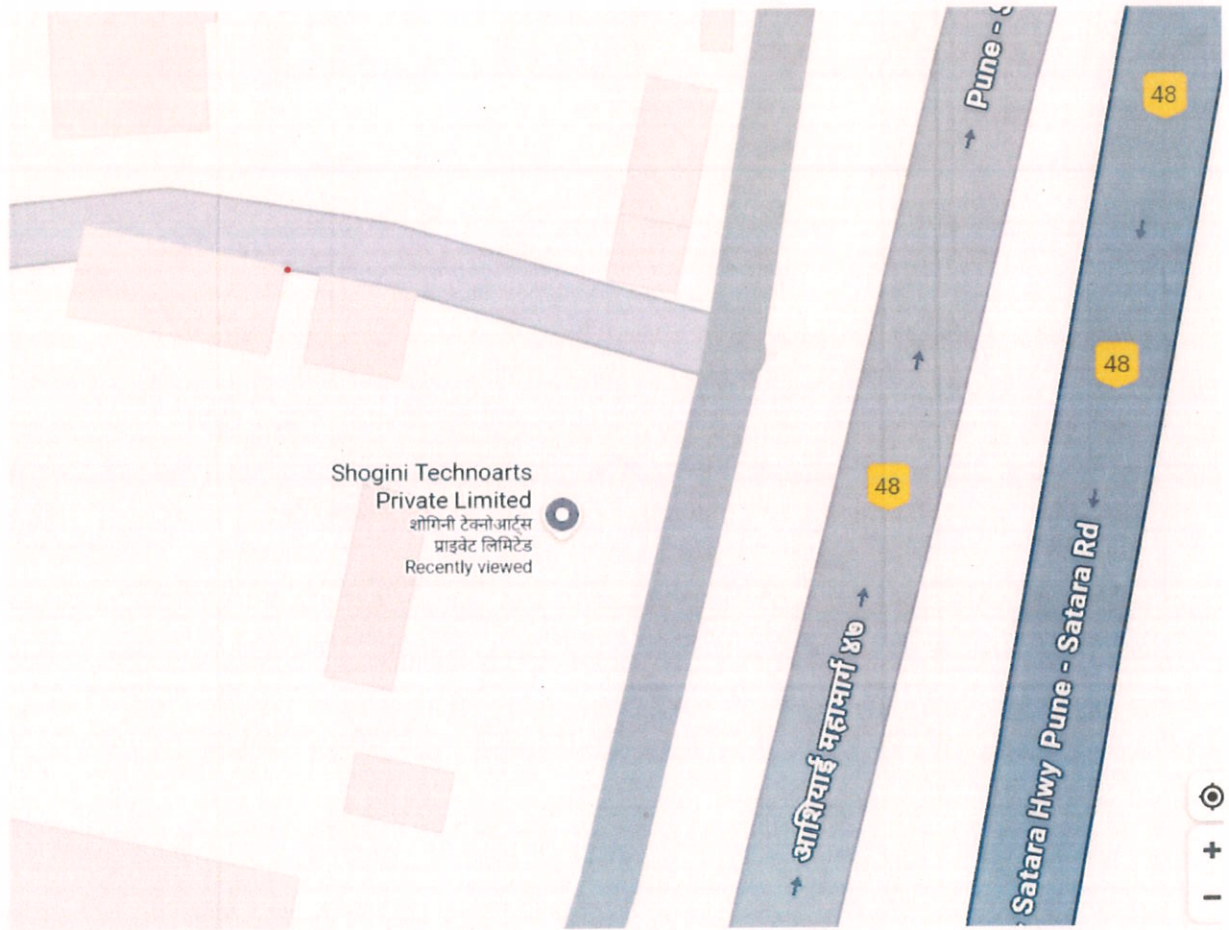 Pune - S
48
48
48
Shogini Technoarts
Private Limited
शोगिनी टेक्नोआर्ट्स
प्राइवेट लिमिटेड
Recently viewed
आशियाई महामार्ग ४७
Satara Hwy Pune - Satara Rd